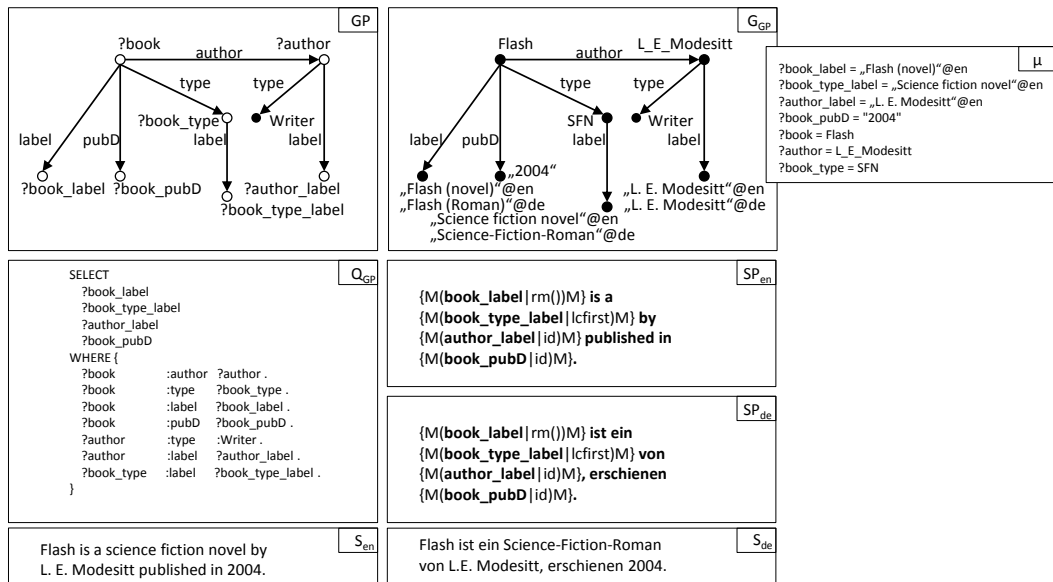 GP
?book
author
?author
type
type
?book_type
Writer
label
pubD
label
label
?book_label
?book_pubD
?author_label
?book_type_label
G_GP
Flash
author
L_E_Modesitt
type
type
SFN
Writer
label
pubD
label
label
„2004“
„Flash (novel)“@en
„L. E. Modesitt“@en
„Flash (Roman)“@de
„L. E. Modesitt“@de
„Science fiction novel“@en
„Science-Fiction-Roman“@de
µ
?book_label = „Flash (novel)“@en
?book_type_label = „Science fiction novel“@en
?author_label = „L. E. Modesitt“@en
?book_pubD = "2004"
?book = Flash
?author = L_E_Modesitt
?book_type = SFN
Q_GP
SELECT
?book_label
?book_type_label
?author_label
?book_pubD
WHERE {
?book :author ?author .
?book :type ?book_type .
?book :label ?book_label .
?book :pubD ?book_pubD .
?author :type :Writer .
?author :label ?author_label .
?book_type :label ?book_type_label .
}
SP_en
{M(book_label|rm())M} is a
{M(book_type_label|lcfirst)M} by
{M(author_label|id)M} published in
{M(book_pubD|id)M}.
SP_de
{M(book_label|rm())M} ist ein
{M(book_type_label|lcfirst)M} von
{M(author_label|id)M}, erschienen
{M(book_pubD|id)M}.
S_en
Flash is a science fiction novel by
L. E. Modesitt published in 2004.
S_de
Flash ist ein Science-Fiction-Roman
von L.E. Modesitt, erschienen 2004.